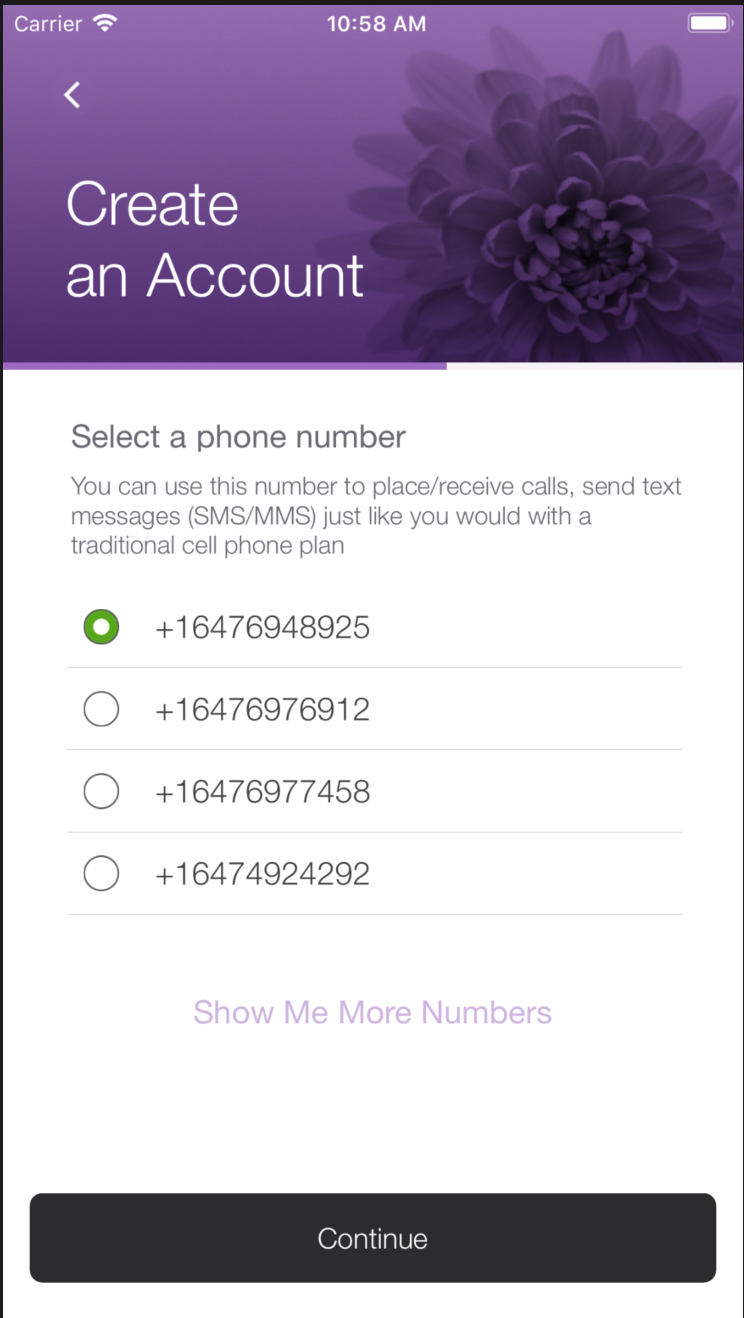 Carrier 10:58 AM
Create
an Account
Select a phone number
You can use this number to place/receive calls, send text
messages (SMS/MMS) just like you would with a
traditional cell phone plan
+16476948925
+16476976912
+16476977458
+16474924292
Show Me More Numbers
Continue